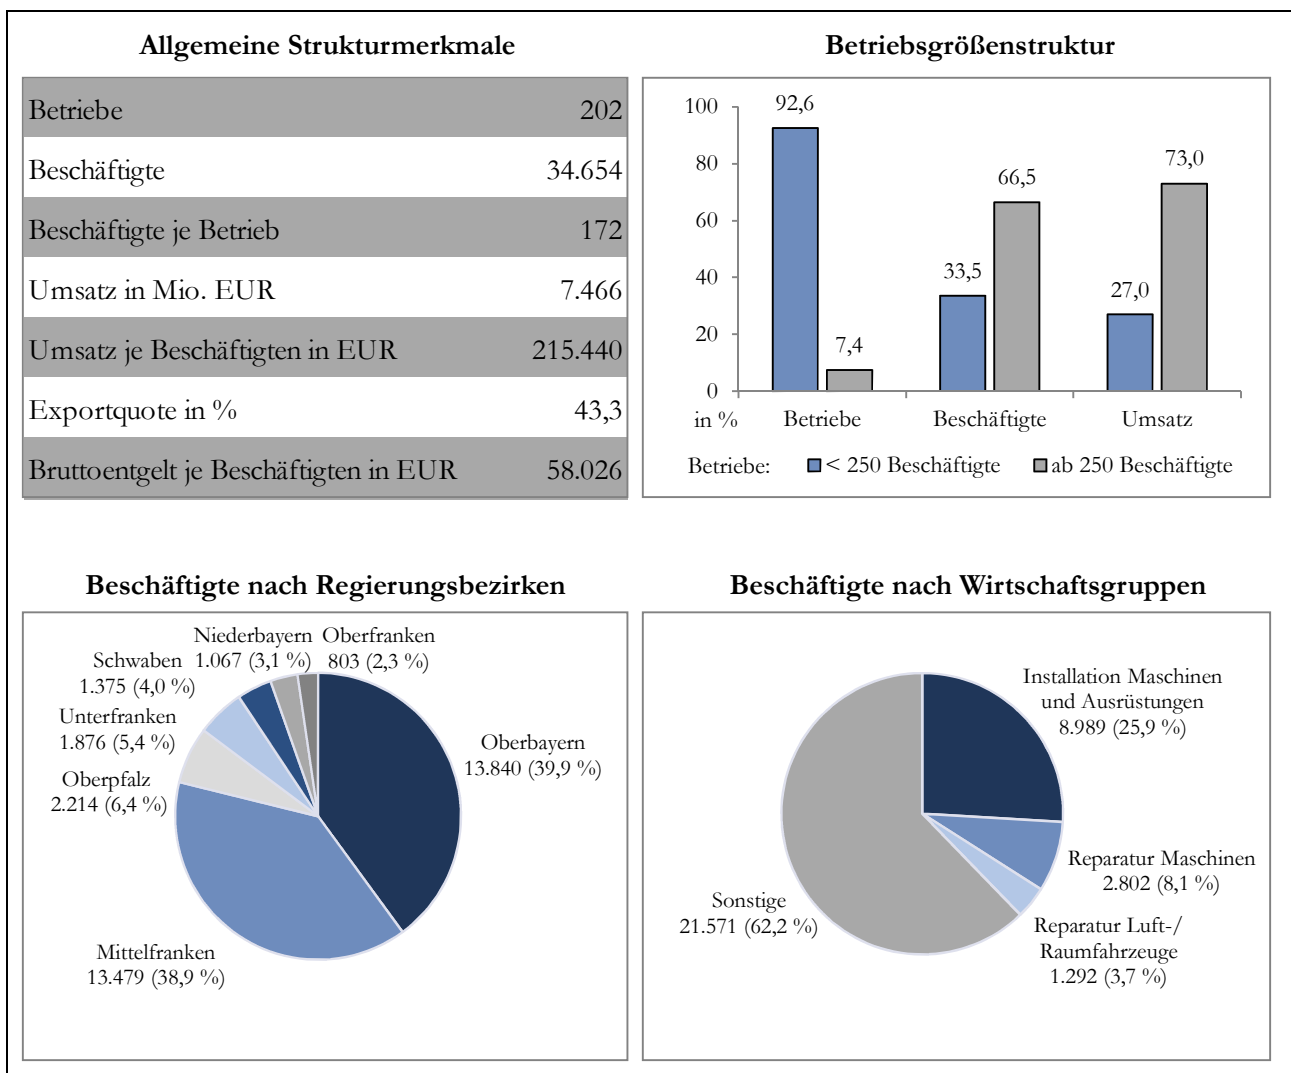 Allgemeine Strukturmerkmale
Betriebe 202
Beschäftigte 34.654
Beschäftigte je Betrieb 172
Umsatz in Mio. EUR 7.466
Umsatz je Beschäftigten in EUR 215.440
Exportquote in % 43,3
Bruttoentgelt je Beschäftigten in EUR 58.026
Betriebsgrößenstruktur
100
80
60
40
20
0
in %
92,6
7,4
33,5
66,5
27,0
73,0
Betriebe Beschäftigte Umsatz
Betriebe: < 250 Beschäftigte ab 250 Beschäftigte
Beschäftigte nach Regierungsbezirken
Niederbayern
1.067 (3,1 %)
Oberfranken
803 (2,3 %)
Schwaben
1.375 (4,0 %)
Unterfranken
1.876 (5,4 %)
Oberpfalz
2.214 (6,4 %)
Oberbayern
13.840 (39,9 %)
Mittelfranken
13.479 (38,9 %)
Beschäftigte nach Wirtschaftsgruppen
Installation Maschinen
und Ausrüstungen
8.989 (25,9 %)
Reparatur Maschinen
2.802 (8,1 %)
Reparatur Luft-/
Raumfahrzeuge
1.292 (3,7 %)
Sonstige
21.571 (62,2 %)